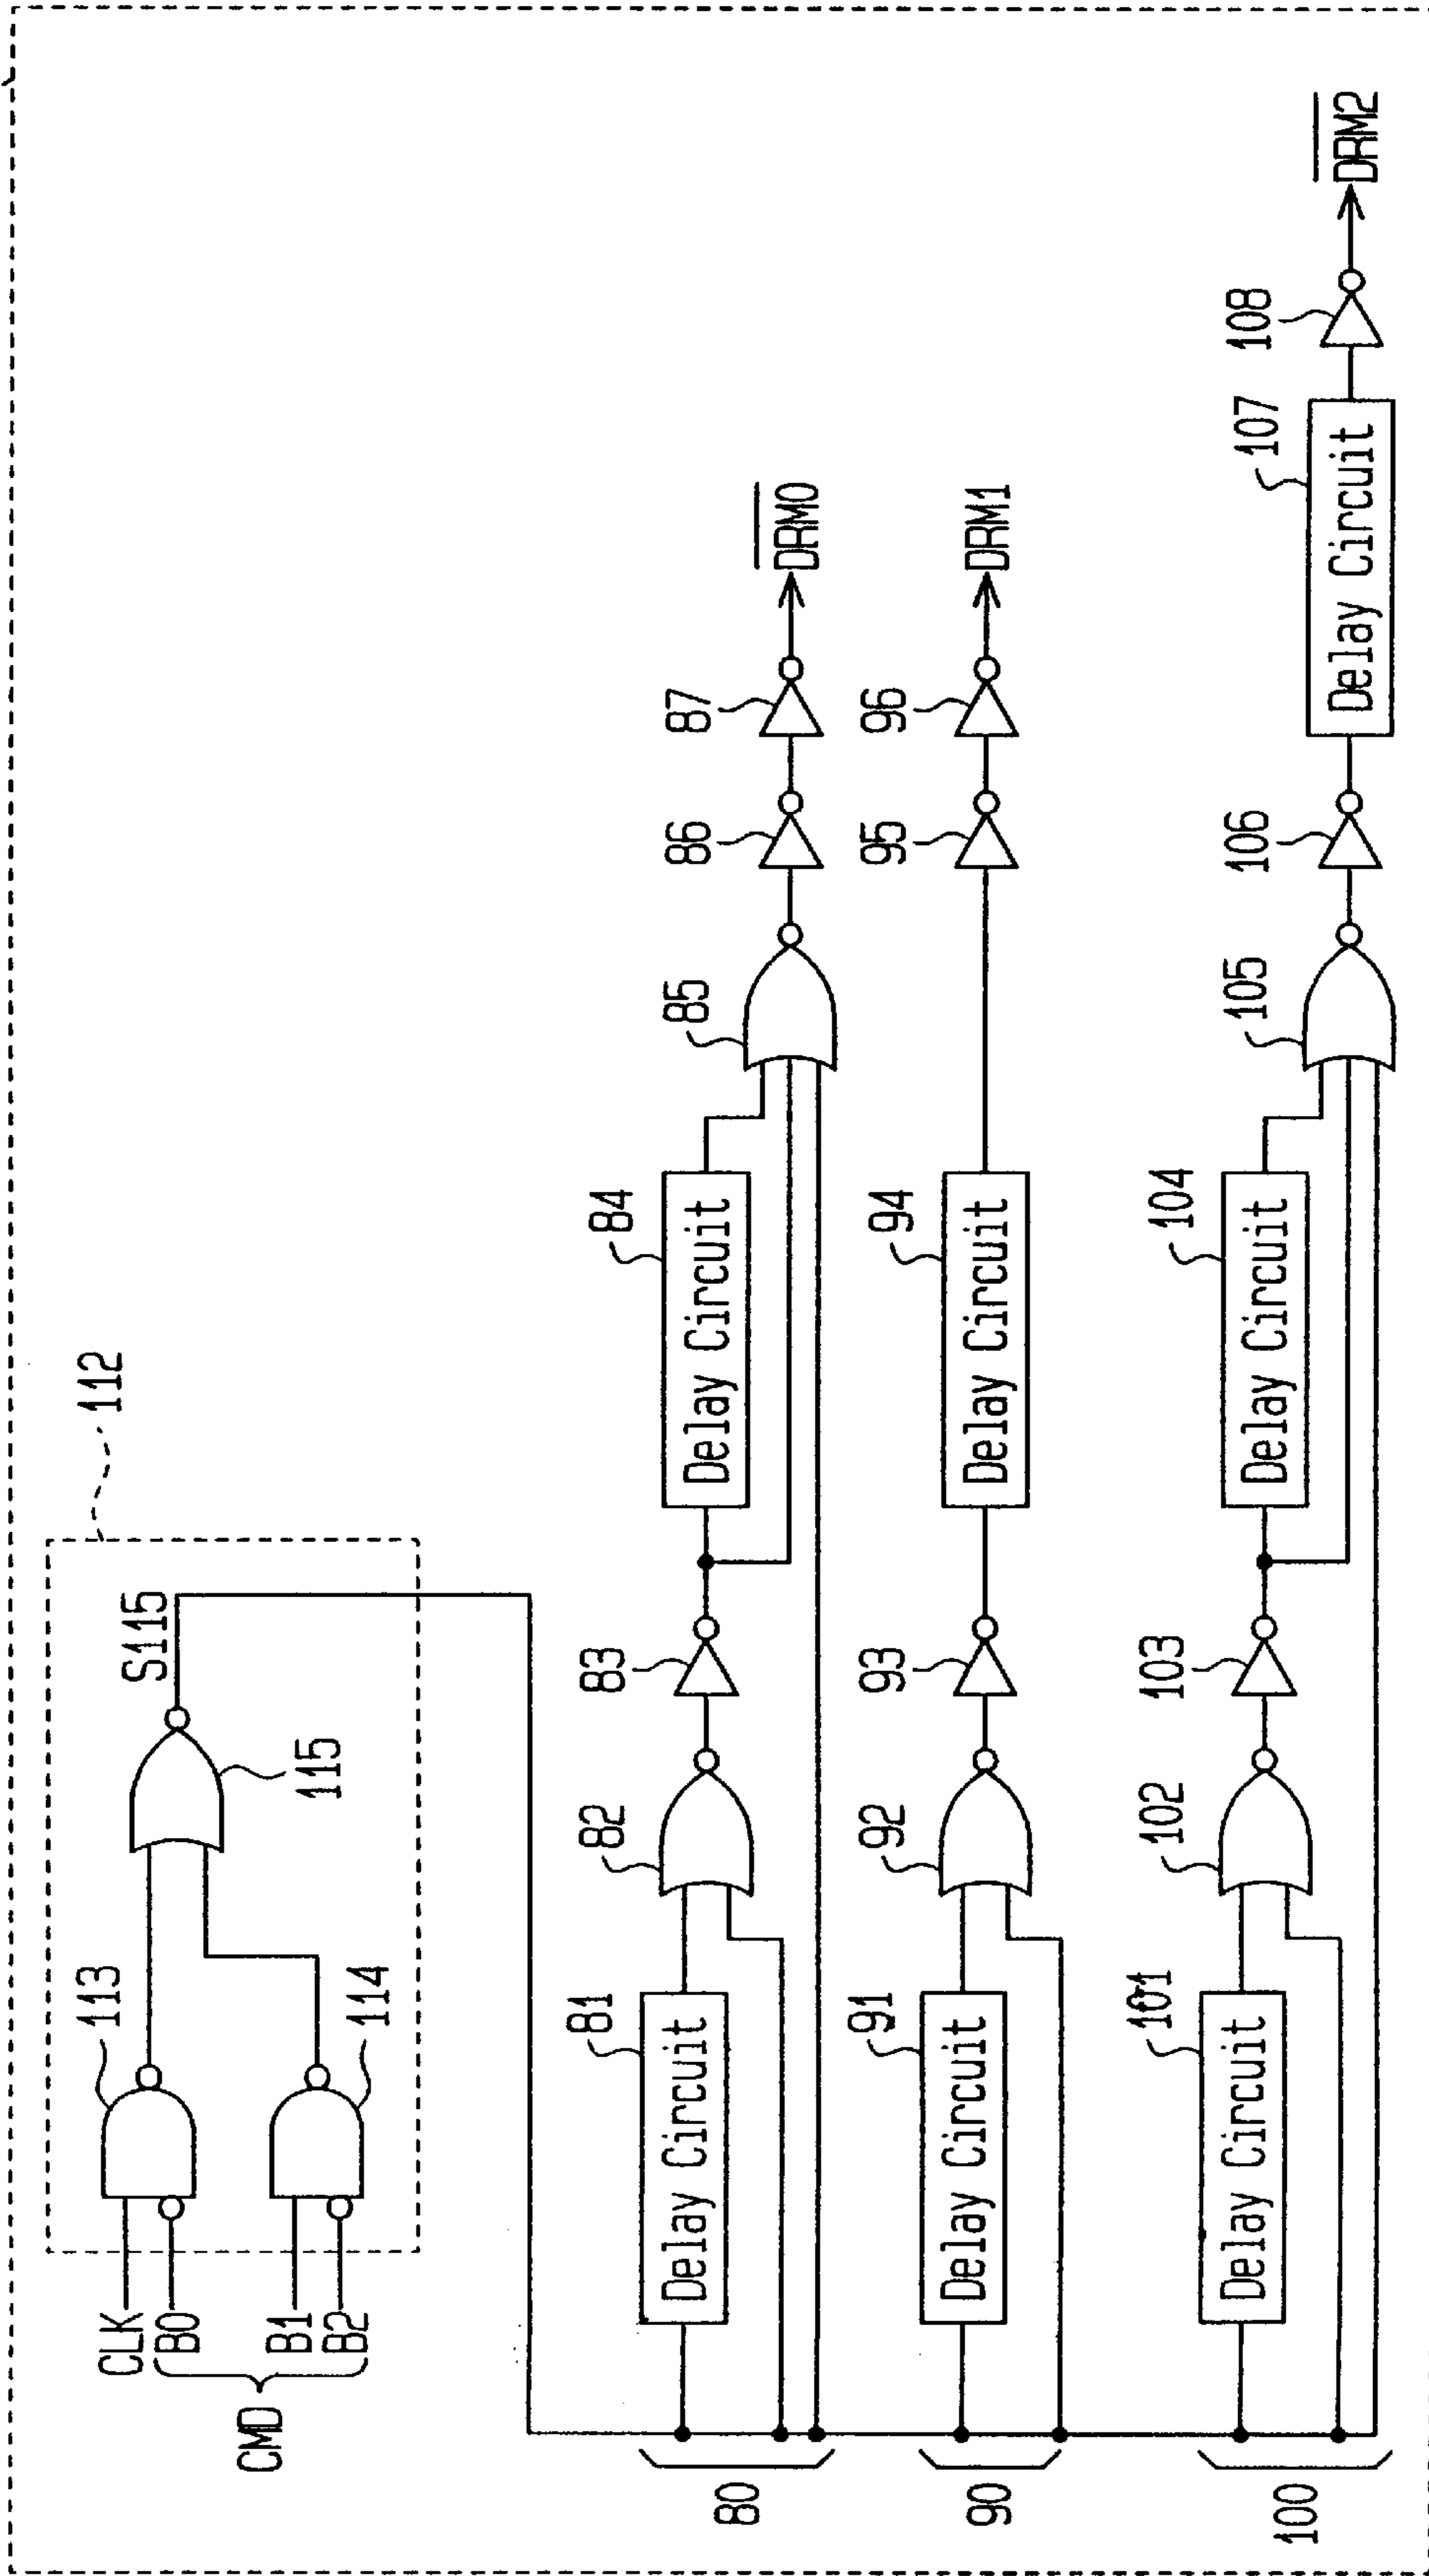 112
CLK
B0
B1
B2
CMD
113
114
115
S115
80
81
Delay Circuit
82
83
84
Delay Circuit
85
86
87
DRM0
90
91
Delay Circuit
92
93
94
Delay Circuit
95
96
DRM1
100
101
Delay Circuit
102
103
104
Delay Circuit
105
106
107
Delay Circuit
108
DRM2